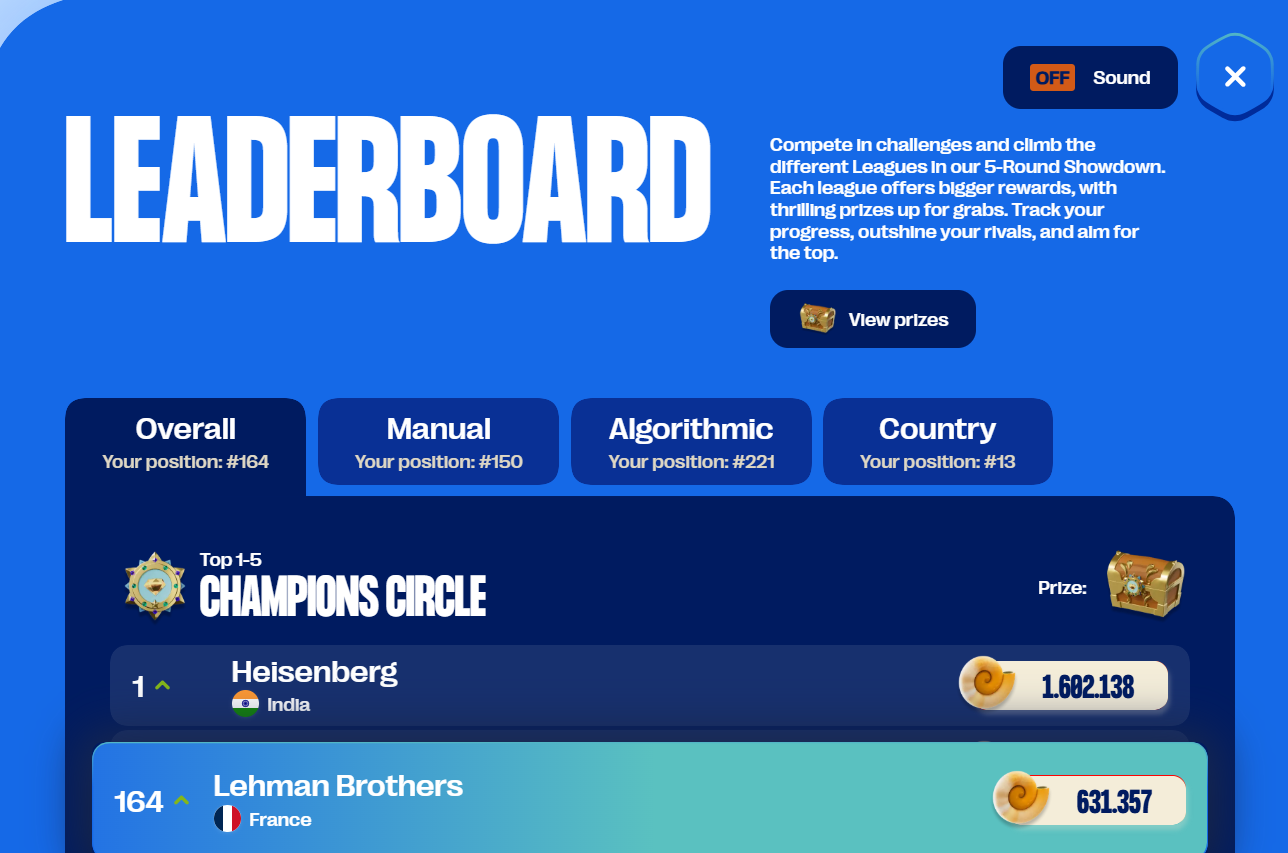 OFF Sound
LEADERBOARD
Compete in challenges and climb the
different Leagues in our 5-Round Showdown.
Each league offers bigger rewards, with
thrilling prizes up for grabs. Track your
progress, outshine your rivals, and aim for
the top.
View prizes
Overall
Your position: #164
Manual
Your position: #150
Algorithmic
Your position: #221
Country
Your position: #13
Top 1-5
CHAMPIONS CIRCLE
Prize:
1
Heisenberg
India
1.602.138
164
Lehman Brothers
France
631.357